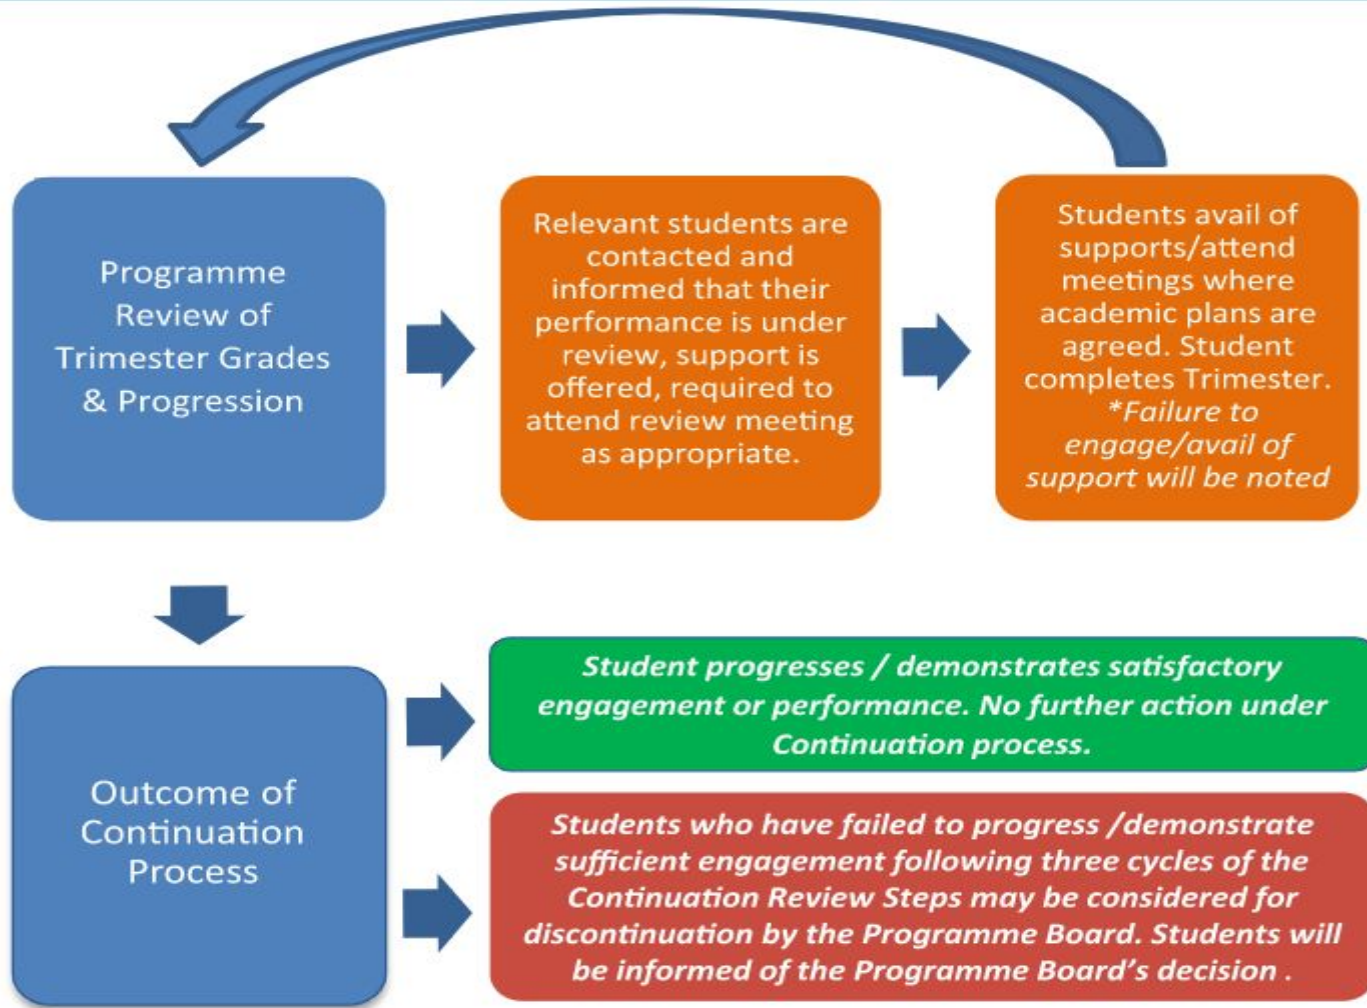 Programme
Review of
Trimester Grades
& Progression
Relevant students are
contacted and
informed that their
performance is under
review, support is
offered, required to
attend review meeting
as appropriate.
Students avail of
supports/attend
meetings where
academic plans are
agreed. Student
completes Trimester.
*Failure to
engage/avail of
support will be noted
Outcome of
Continuation
Process
Student progresses / demonstrates satisfactory
engagement or performance. No further action under
Continuation process.
Students who have failed to progress /demonstrate
sufficient engagement following three cycles of the
Continuation Review Steps may be considered for
discontinuation by the Programme Board. Students will
be informed of the Programme Board’s decision .